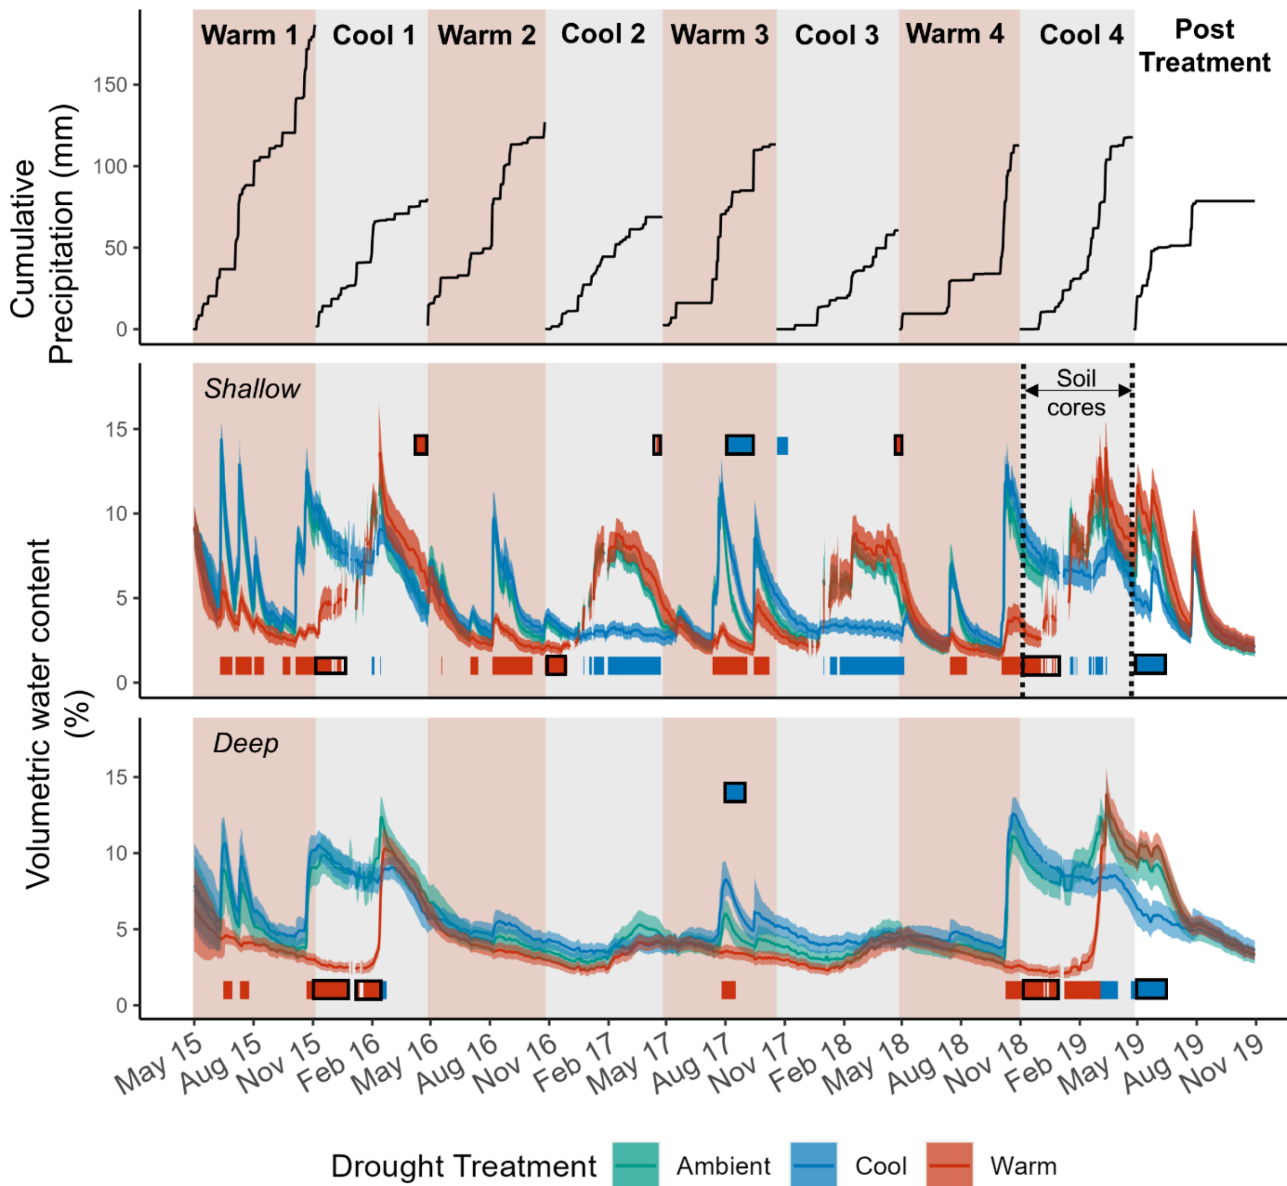 Warm 1 Cool 1 Warm 2 Cool 2 Warm 3 Cool 3 Warm 4 Cool 4 Post
Treatment
Cumulative
Precipitation (mm)
150
100
50
0
Shallow
Soil
cores
15
10
5
0
Volumetric water content
(%)
Deep
15
10
5
0
May 15 Aug 15 Nov 15 Feb 16 May 16 Aug 16 Nov 16 Feb 17 May 17 Aug 17 Nov 17 Feb 18 May 18 Aug 18 Nov 18 Feb 19 May 19 Aug 19 Nov 19
Drought Treatment Ambient Cool Warm